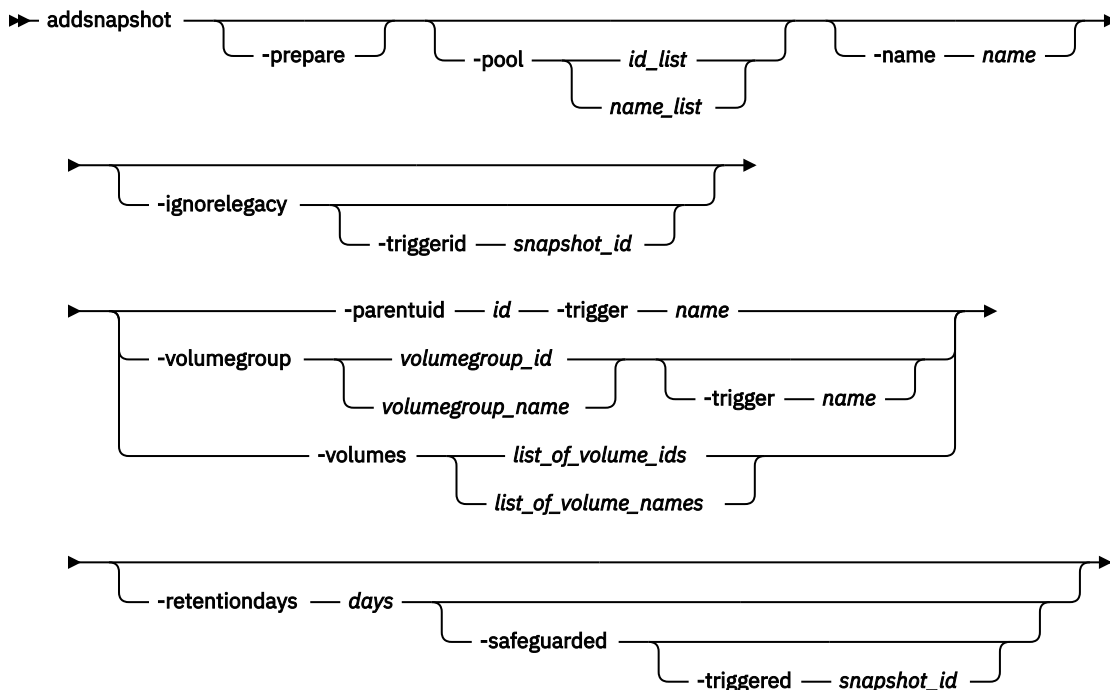 addsnapshot
-prepare
-pool id_list -name name
name_list
-ignorelegacy
-triggerid snapshot_id
-parentuid id -trigger name
-volumegroup volumegroup_id
volumegroup_name -trigger name
-volumes list_of_volume_ids
list_of_volume_names
-retentiondays days
-safeguarded
-triggered snapshot_id